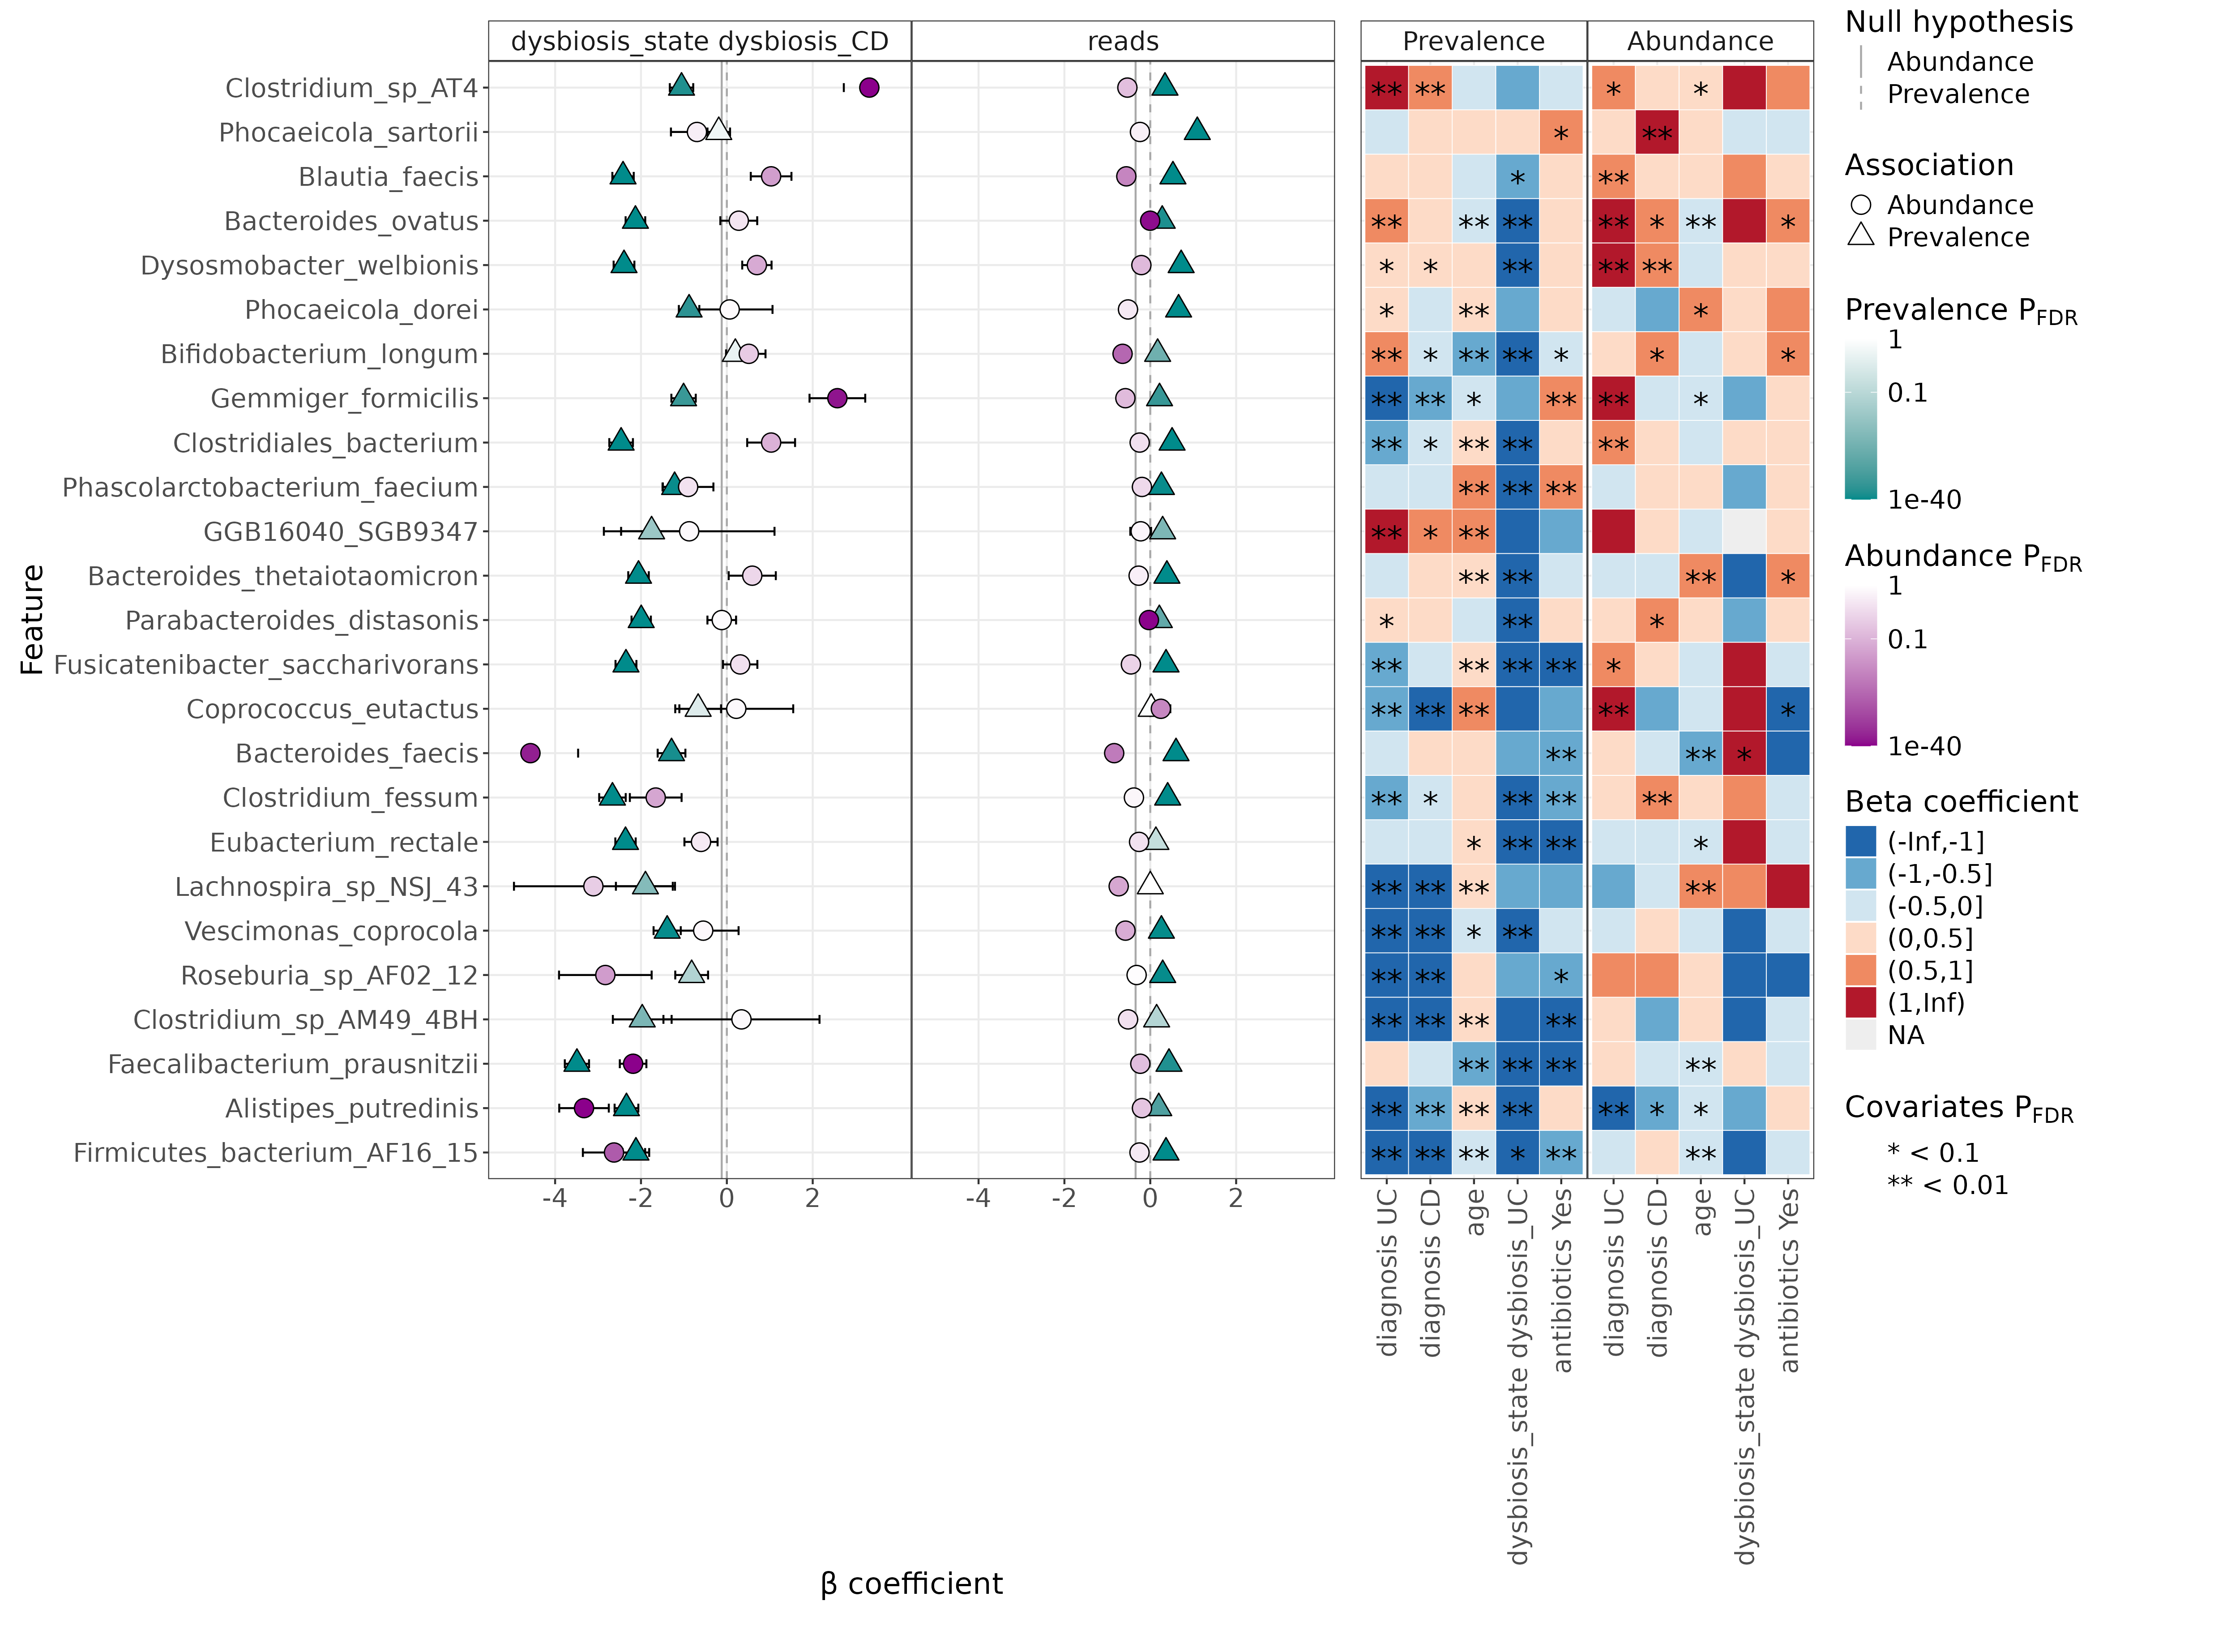 dysbiosis_state dysbiosis_CD
reads
Prevalence
Abundance
Feature
Clostridium_sp_AT4
Phocaeicola_sartorii
Blautia_faecis
Bacteroides_ovatus
Dysosmobacter_welbionis
Phocaeicola_dorei
Bifidobacterium_longum
Gemmiger_formicilis
Clostridiales_bacterium
Phascolarctobacterium_faecium
GGB16040_SGB9347
Bacteroides_thetaiotaomicron
Parabacteroides_distasonis
Fusicatenibacter_saccharivorans
Coprococcus_eutactus
Bacteroides_faecis
Clostridium_fessum
Eubacterium_rectale
Lachnospira_sp_NSJ_43
Vescimonas_coprocola
Roseburia_sp_AF02_12
Clostridium_sp_AM49_4BH
Faecalibacterium_prausnitzii
Alistipes_putredinis
Firmicutes_bacterium_AF16_15
** ** * *
* **
* **
** ** ** ** * ** *
* * ** ** **
* ** *
** * ** ** * * *
** ** * ** ** *
** * ** ** **
** ** **
** * **
** ** ** *
* ** *
** ** ** ** *
** ** ** ** *
** ** *
** * ** ** **
* ** ** *
** ** ** **
** ** * **
** ** *
** ** ** **
** ** ** **
** ** ** ** ** * *
** ** ** * ** **
-4 -2 0 2
-4 -2 0 2
β coefficient
diagnosis UC
diagnosis CD
age
dysbiosis_state dysbiosis_UC
antibiotics Yes
diagnosis UC
diagnosis CD
age
dysbiosis_state dysbiosis_UC
antibiotics Yes
Null hypothesis
Abundance
Prevalence
Association
Abundance
Prevalence
Prevalence PFDR
1
0.1
1e-40
Abundance PFDR
1
0.1
1e-40
Beta coefficient
(-Inf,-1]
(-1,-0.5]
(-0.5,0]
(0,0.5]
(0.5,1]
(1,Inf)
NA
Covariates PFDR
* < 0.1
** < 0.01